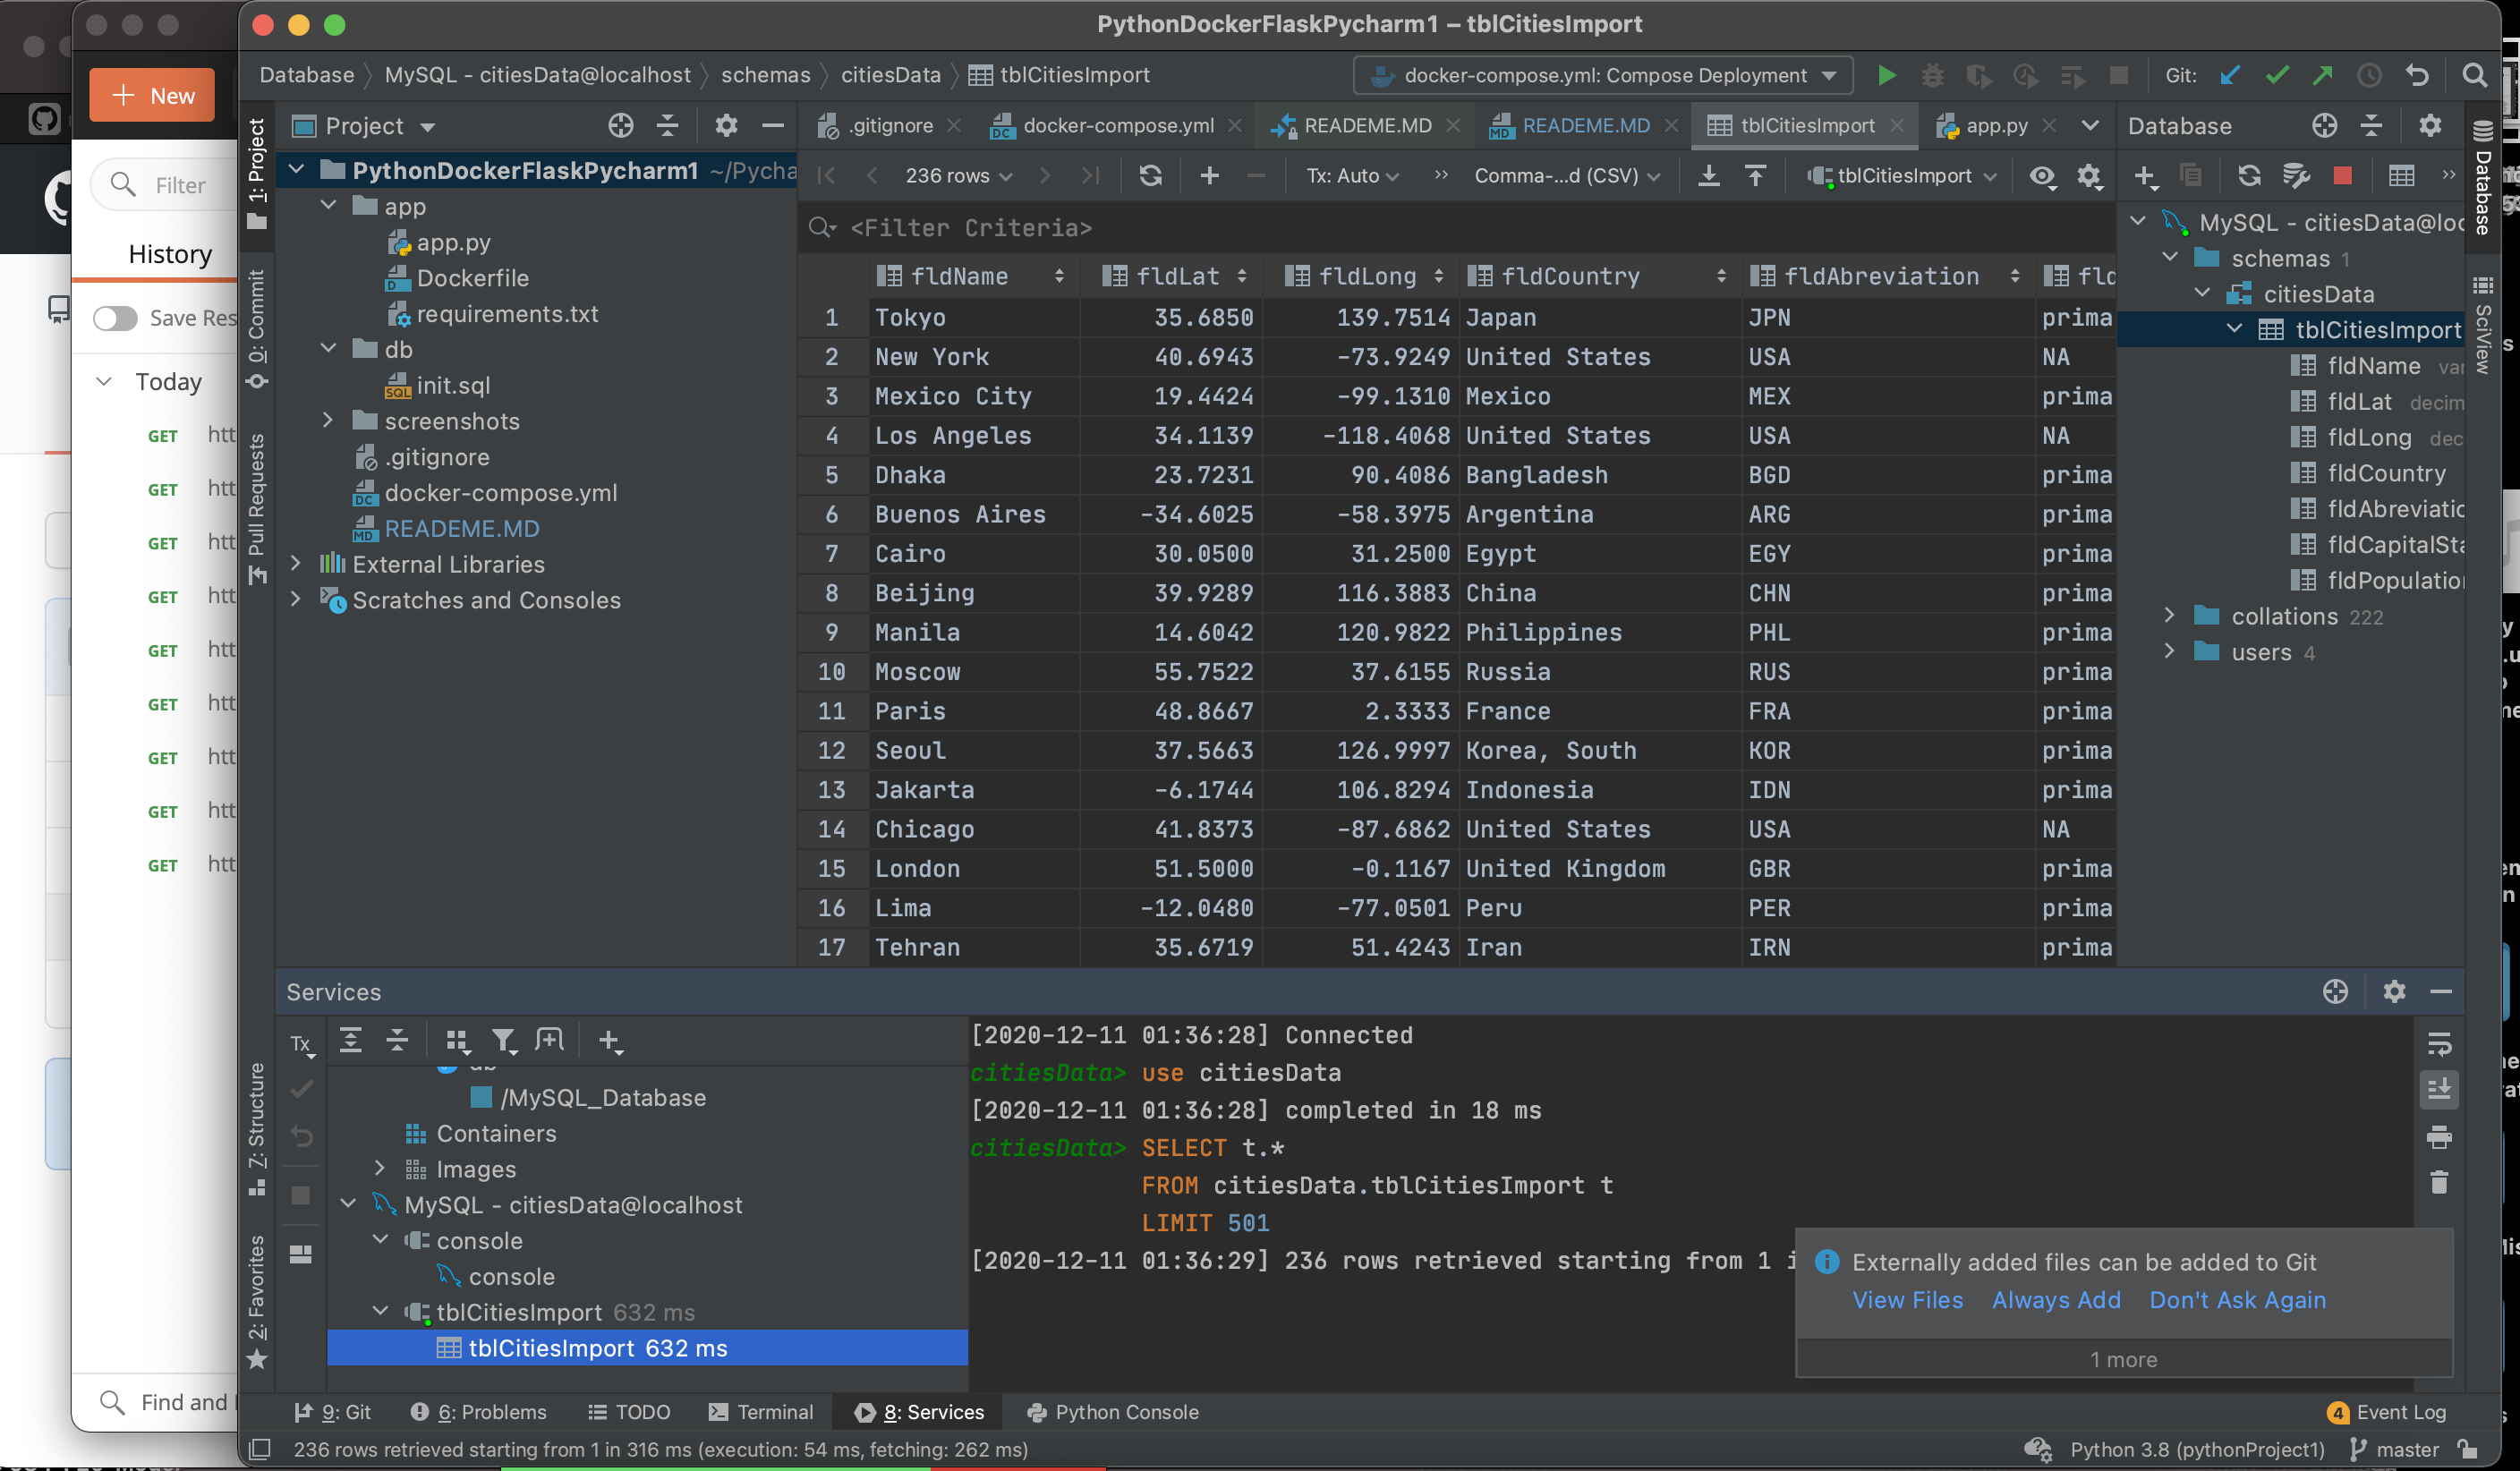 PythonDockerFlaskPycharm1 – tblCitiesImport
New
Filter
History
Save Res
Today
GET htt
GET htt
GET htt
GET htt
GET htt
GET htt
GET htt
GET htt
GET htt
Find and
Database MySQL - citiesData@localhost schemas citiesData tblCitiesImport
docker-compose.yml: Compose Deployment
Git:
1: Project
0: Commit
Pull Requests
7: Structure
2: Favorites
Project
PythonDockerFlaskPycharm1 ~/Pycha
app
app.py
Dockerfile
requirements.txt
db
init.sql
screenshots
.gitignore
docker-compose.yml
READEME.MD
External Libraries
Scratches and Consoles
.gitignore docker-compose.yml READEME.MD READEME.MD tblCitiesImport app.py
236 rows Tx: Auto Comma-...d (CSV) tblCitiesImport
<Filter Criteria>
fldName fldLat fldLong fldCountry fldAbreviation fld
1 Tokyo 35.6850 139.7514 Japan JPN prima
2 New York 40.6943 -73.9249 United States USA NA
3 Mexico City 19.4424 -99.1310 Mexico MEX prima
4 Los Angeles 34.1139 -118.4068 United States USA NA
5 Dhaka 23.7231 90.4086 Bangladesh BGD prima
6 Buenos Aires -34.6025 -58.3975 Argentina ARG prima
7 Cairo 30.0500 31.2500 Egypt EGY prima
8 Beijing 39.9289 116.3883 China CHN prima
9 Manila 14.6042 120.9822 Philippines PHL prima
10 Moscow 55.7522 37.6155 Russia RUS prima
11 Paris 48.8667 2.3333 France FRA prima
12 Seoul 37.5663 126.9997 Korea, South KOR prima
13 Jakarta -6.1744 106.8294 Indonesia IDN prima
14 Chicago 41.8373 -87.6862 United States USA NA
15 London 51.5000 -0.1167 United Kingdom GBR prima
16 Lima -12.0480 -77.0501 Peru PER prima
17 Tehran 35.6719 51.4243 Iran IRN prima
Database
MySQL - citiesData@loc
schemas 1
citiesData
tblCitiesImport
fldName var
fldLat decim
fldLong dec
fldCountry
fldAbreviatio
fldCapitalSta
fldPopulation
collations 222
users 4
Database
SciView
Services
Tx
db
/MySQL_Database
Containers
Images
MySQL - citiesData@localhost
console
console
tblCitiesImport 632 ms
tblCitiesImport 632 ms
[2020-12-11 01:36:28] Connected
citiesData> use citiesData
[2020-12-11 01:36:28] completed in 18 ms
citiesData> SELECT t.*
FROM citiesData.tblCitiesImport t
LIMIT 501
[2020-12-11 01:36:29] 236 rows retrieved starting from 1 i
Externally added files can be added to Git
View Files Always Add Don't Ask Again
1 more
9: Git 6: Problems TODO Terminal 8: Services Python Console 4 Event Log
236 rows retrieved starting from 1 in 316 ms (execution: 54 ms, fetching: 262 ms) Python 3.8 (pythonProject1) master